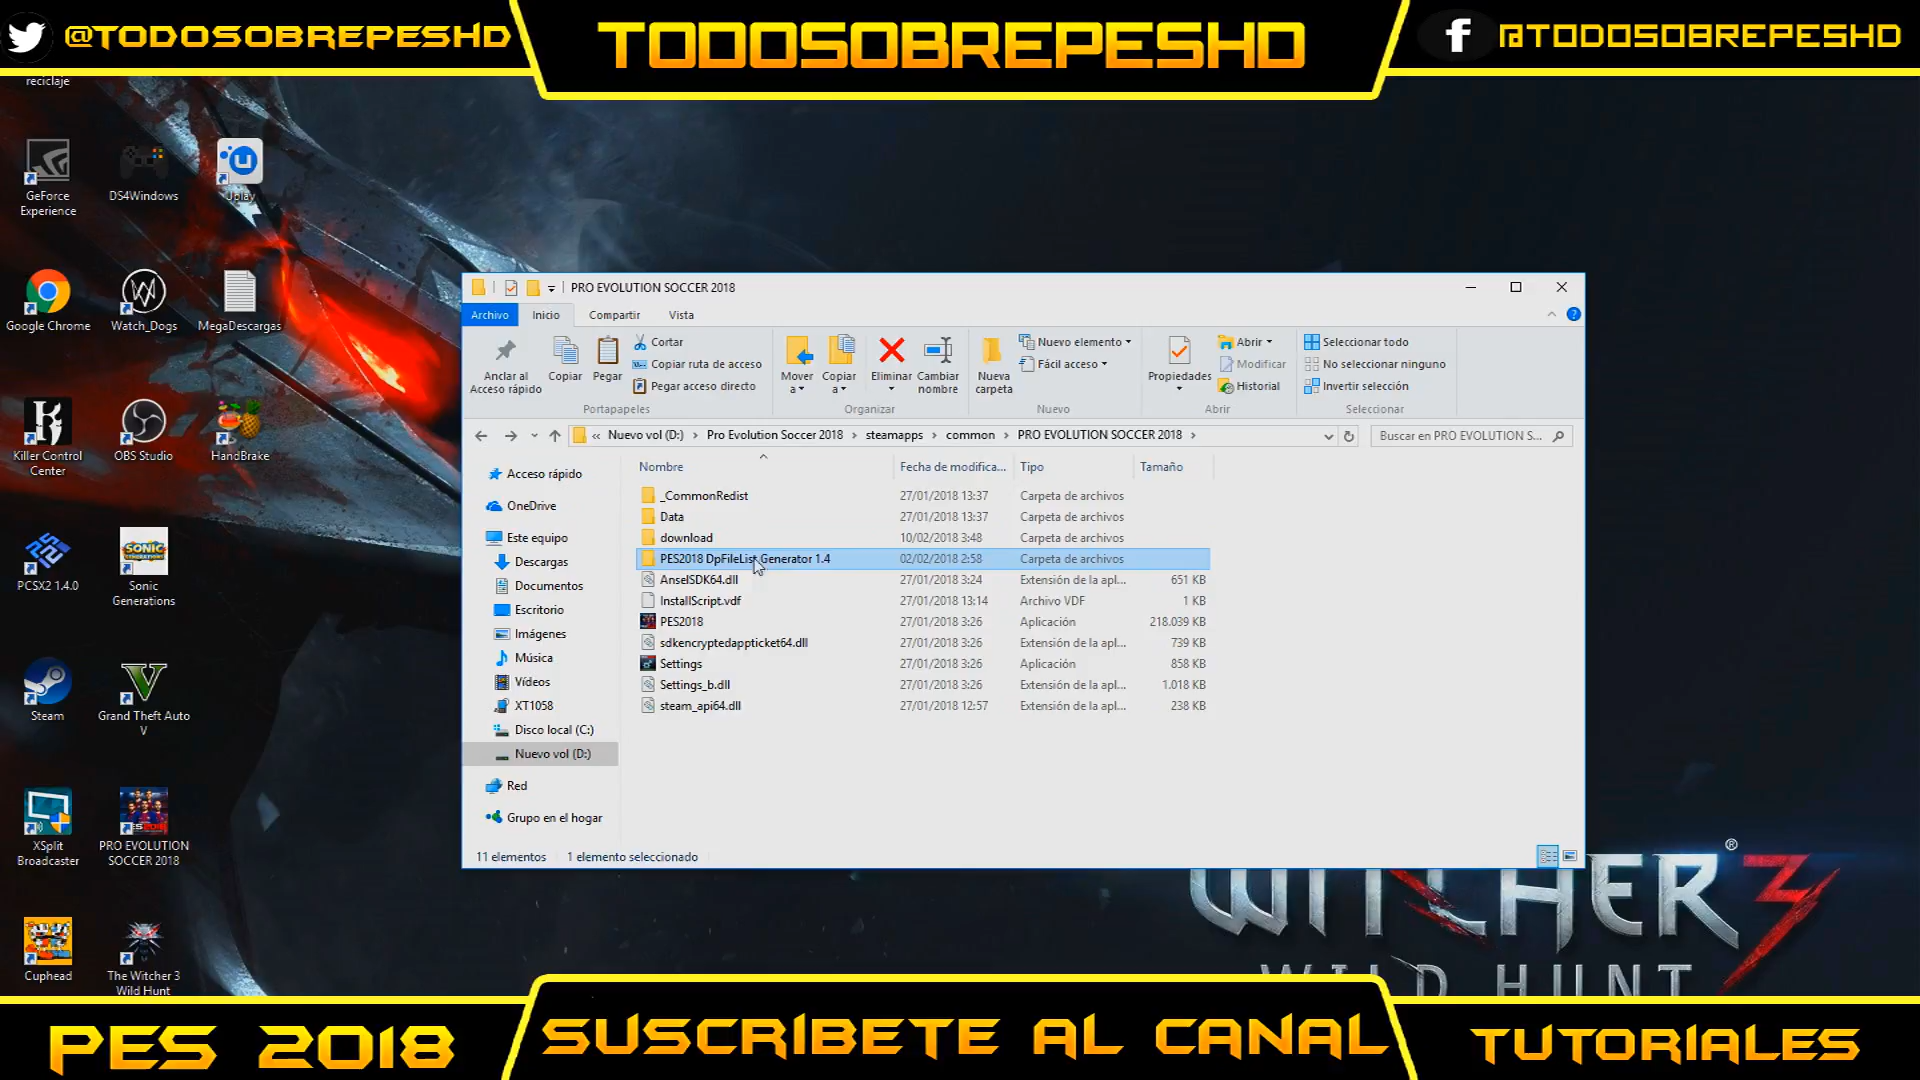 @TODOSOBREPESHD
TODOSOBREPESHD
f @TODOSOBREPESHD
reciclaje
GeForce Experience
DS4Windows
Uplay
Google Chrome
Watch_Dogs
MegaDescargas
Killer Control Center
OBS Studio
HandBrake
PCSX2 1.4.0
Sonic Generations
Steam
Grand Theft Auto V
XSplit Broadcaster
PRO EVOLUTION SOCCER 2018
Cuphead
The Witcher 3 Wild Hunt
PRO EVOLUTION SOCCER 2018
Archivo Inicio Compartir Vista
Anclar al Acceso rápido
Copiar
Pegar
Cortar
Copiar ruta de acceso
Pegar acceso directo
Portapapeles
Mover a
Copiar a
Eliminar
Cambiar nombre
Organizar
Nueva carpeta
Nuevo elemento
Fácil acceso
Nuevo
Propiedades
Abrir
Modificar
Historial
Abrir
Seleccionar todo
No seleccionar ninguno
Invertir selección
Seleccionar
« Nuevo vol (D:) › Pro Evolution Soccer 2018 › steamapps › common › PRO EVOLUTION SOCCER 2018 ›
Buscar en PRO EVOLUTION S...
Acceso rápido
OneDrive
Este equipo
Descargas
Documentos
Escritorio
Imágenes
Música
Vídeos
XT1058
Disco local (C:)
Nuevo vol (D:)
Red
Grupo en el hogar
Nombre Fecha de modifica... Tipo Tamaño
_CommonRedist 27/01/2018 13:37 Carpeta de archivos
Data 27/01/2018 13:37 Carpeta de archivos
download 10/02/2018 3:48 Carpeta de archivos
PES2018 DpFileList Generator 1.4 02/02/2018 2:58 Carpeta de archivos
AnselSDK64.dll 27/01/2018 3:24 Extensión de la apl... 651 KB
InstallScript.vdf 27/01/2018 13:14 Archivo VDF 1 KB
PES2018 27/01/2018 3:26 Aplicación 218.039 KB
sdkencryptedappticket64.dll 27/01/2018 3:26 Extensión de la apl... 739 KB
Settings 27/01/2018 3:26 Aplicación 858 KB
Settings_b.dll 27/01/2018 3:26 Extensión de la apl... 1.018 KB
steam_api64.dll 27/01/2018 12:57 Extensión de la apl... 238 KB
11 elementos 1 elemento seleccionado
WITCHER 3
WILD HUNT
PES 2018
SUSCRÍBETE AL CANAL
TUTORIALES